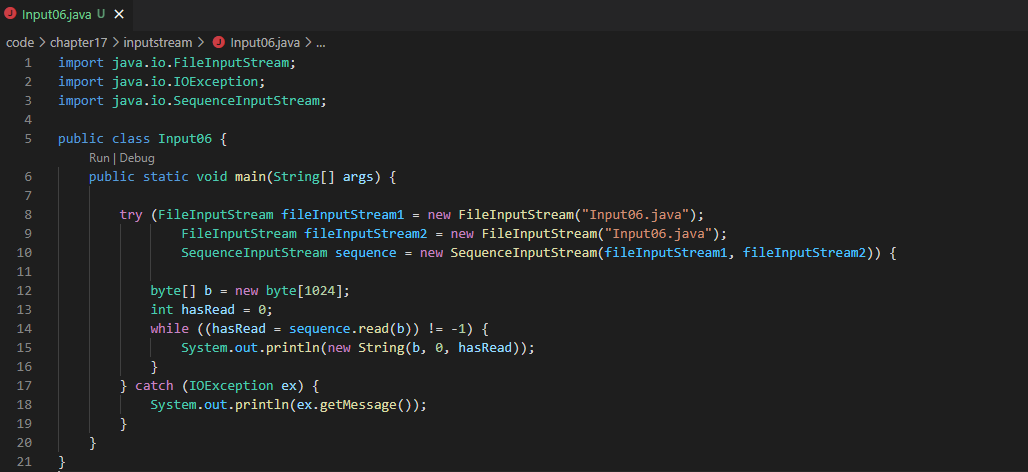 Input06.java U ×
code > chapter17 > inputstream > Input06.java > ...
1 import java.io.FileInputStream;
2 import java.io.IOException;
3 import java.io.SequenceInputStream;
4
5 public class Input06 {
Run | Debug
6 public static void main(String[] args) {
7
8 try (FileInputStream fileInputStream1 = new FileInputStream("Input06.java");
9 FileInputStream fileInputStream2 = new FileInputStream("Input06.java");
10 SequenceInputStream sequence = new SequenceInputStream(fileInputStream1, fileInputStream2)) {
11
12 byte[] b = new byte[1024];
13 int hasRead = 0;
14 while ((hasRead = sequence.read(b)) != -1) {
15 System.out.println(new String(b, 0, hasRead));
16 }
17 } catch (IOException ex) {
18 System.out.println(ex.getMessage());
19 }
20 }
21 }